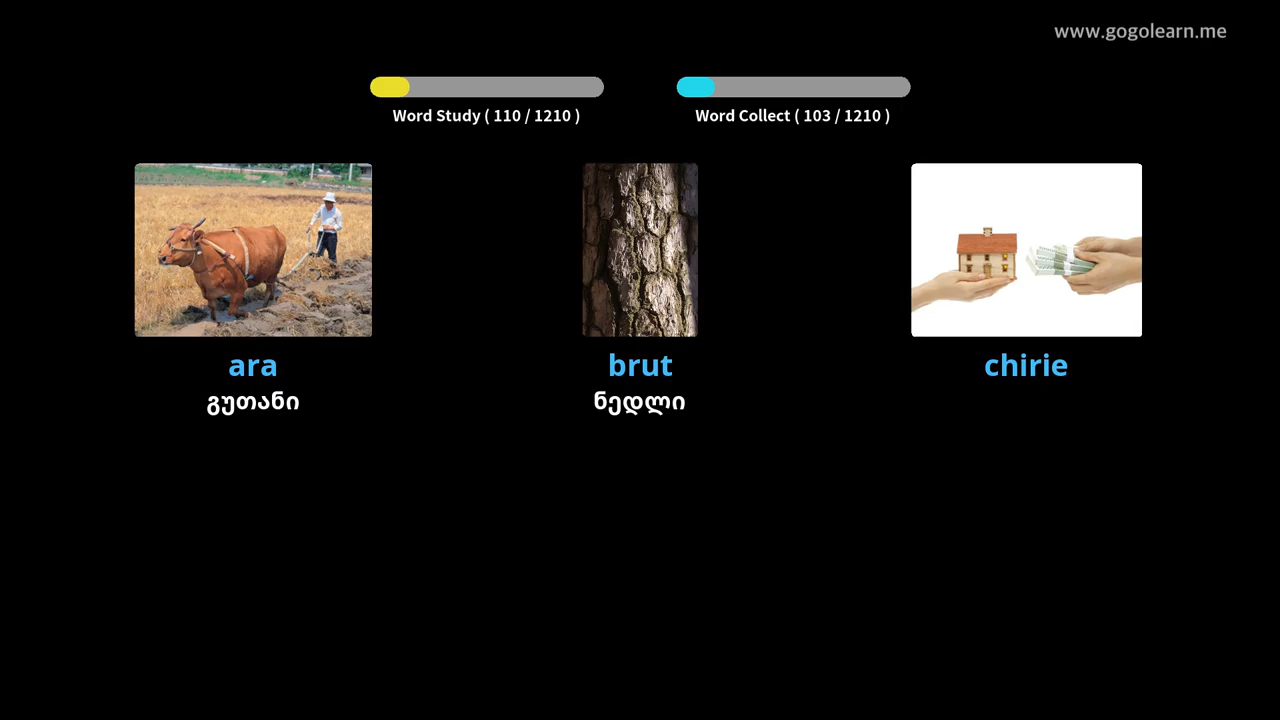 www.gogolearn.me
Word Study ( 110 / 1210 )
Word Collect ( 103 / 1210 )
ara
გუთანი
brut
ნედლი
chirie